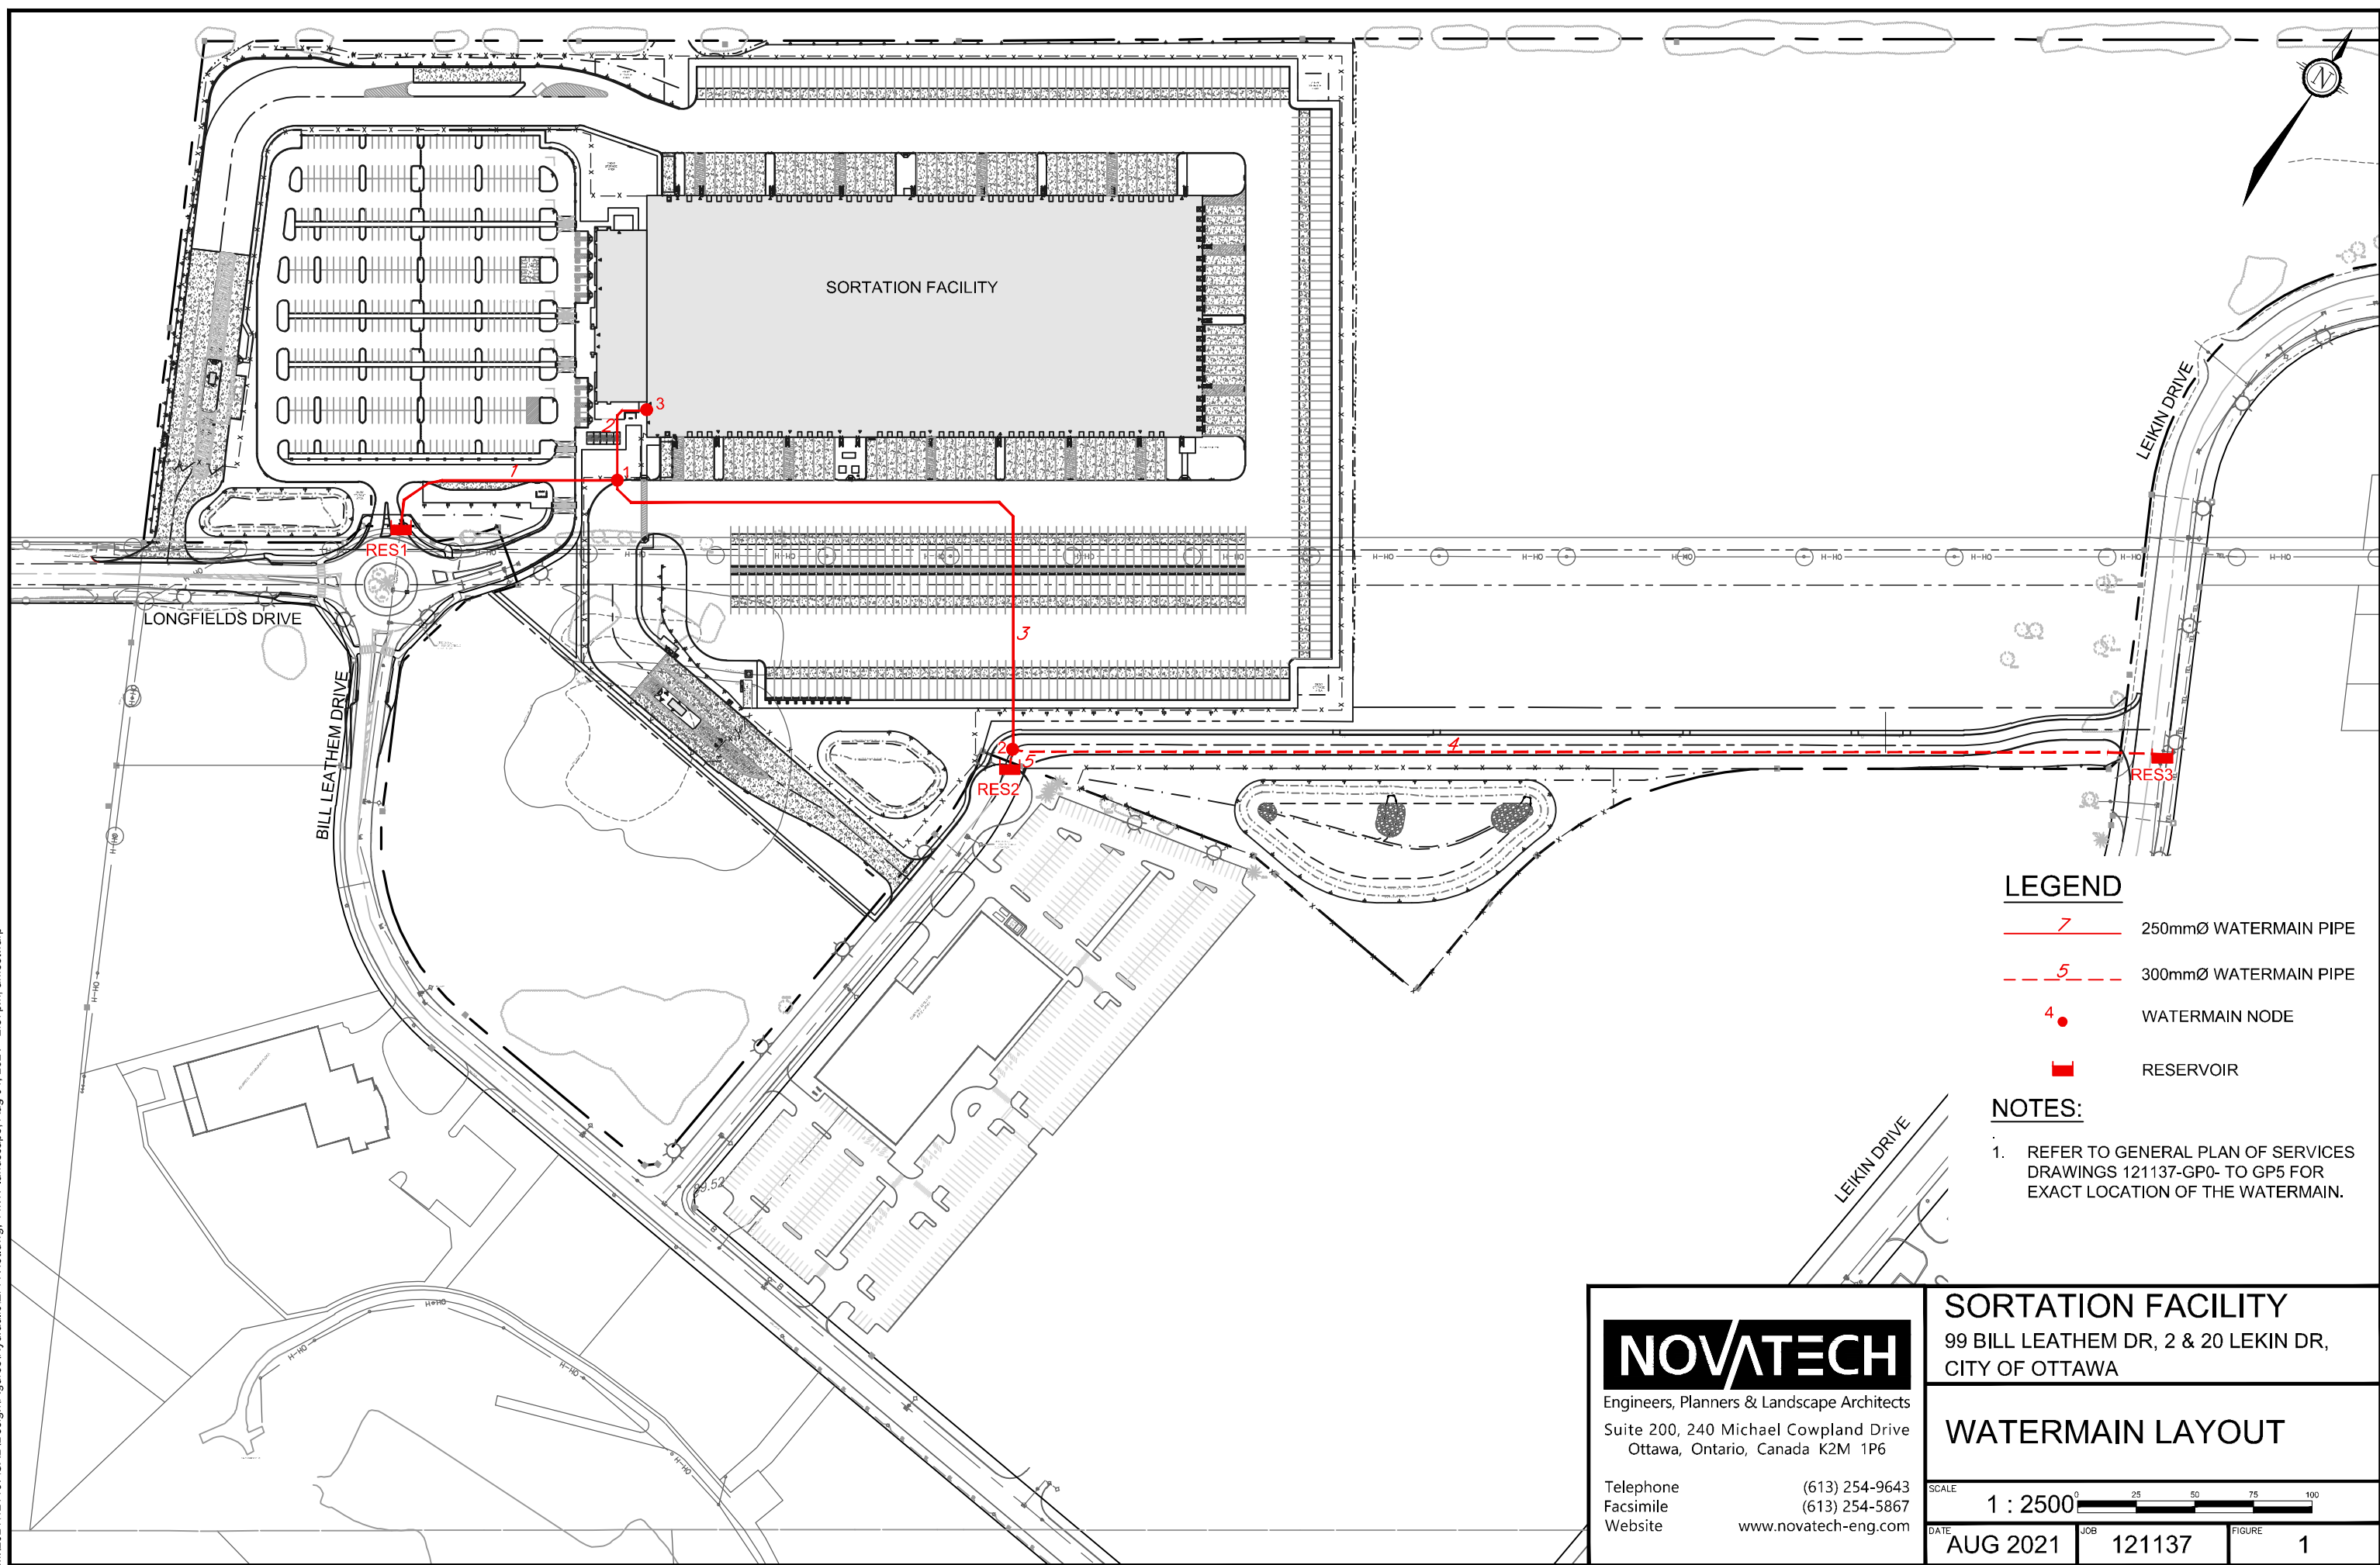 SORTATION FACILITY
3
2
1
1
RES1
LONGFIELDS DRIVE
BILL LEATHEM DRIVE
3
2
5
RES2
4
RES3
LEIKIN DRIVE
H-HO
99.52
LEIKIN DRIVE
LEGEND
7 250mmØ WATERMAIN PIPE
5 300mmØ WATERMAIN PIPE
4 WATERMAIN NODE
RESERVOIR
NOTES:
1. REFER TO GENERAL PLAN OF SERVICES
DRAWINGS 121137-GP0- TO GP5 FOR
EXACT LOCATION OF THE WATERMAIN.
N
NOVATECH
Engineers, Planners & Landscape Architects
Suite 200, 240 Michael Cowpland Drive
Ottawa, Ontario, Canada K2M 1P6
Telephone (613) 254-9643
Facsimile (613) 254-5867
Website www.novatech-eng.com
SORTATION FACILITY
99 BILL LEATHEM DR, 2 & 20 LEKIN DR,
CITY OF OTTAWA
WATERMAIN LAYOUT
SCALE
1 : 2500 0 25 50 75 100
DATE AUG 2021 JOB 121137 FIGURE 1